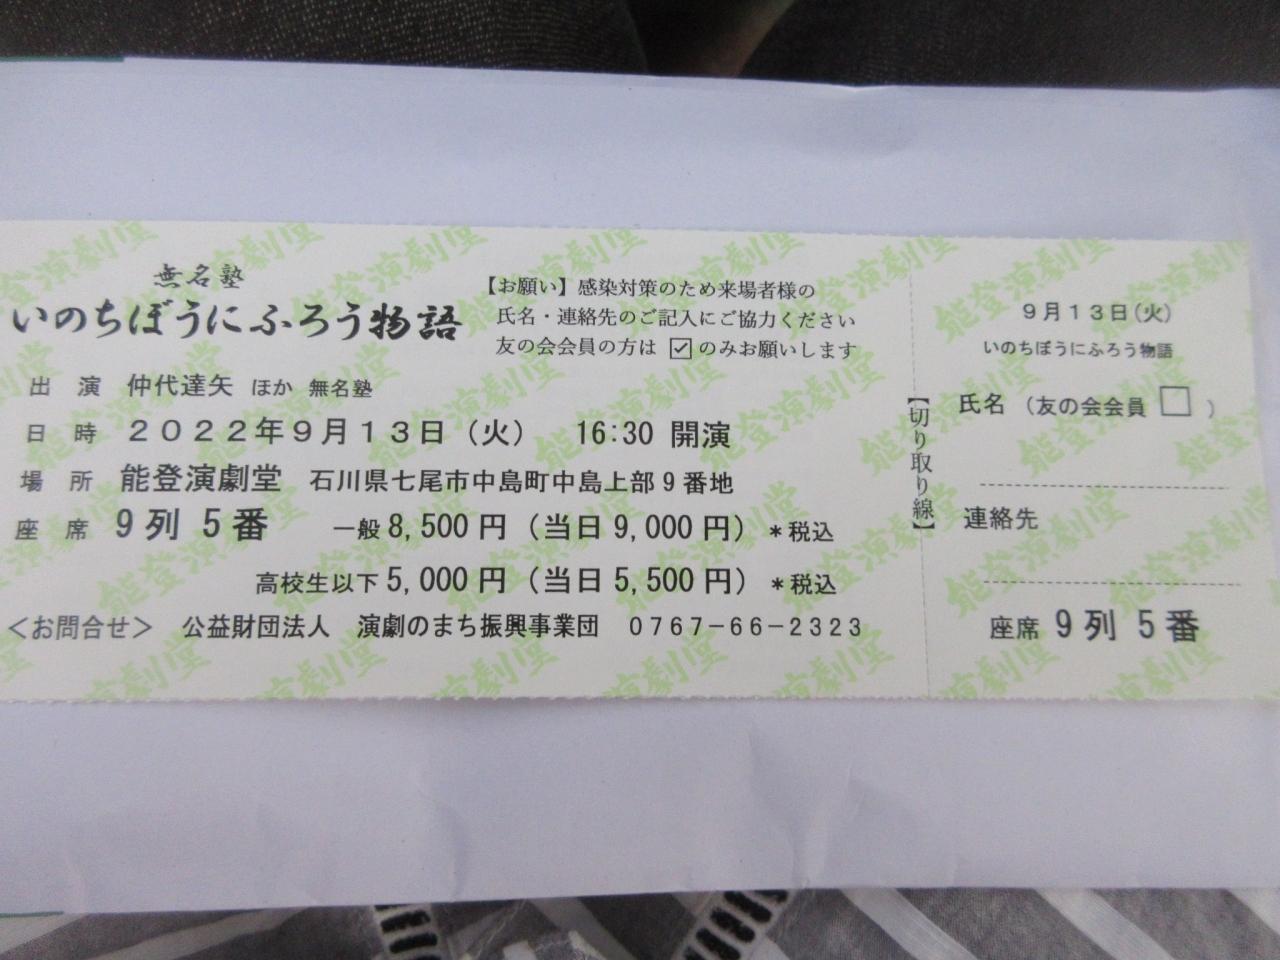 無名塾
いのちぼうにふろう物語
【お願い】感染対策のため来場者様の
氏名・連絡先のご記入にご協力ください
友の会会員の方は ☑ のみお願いします
出 演 仲代達矢 ほか 無名塾
日 時 2022年9月13日(火) 16:30 開演
場 所 能登演劇堂 石川県七尾市中島町中島上部9番地
座 席 9列 5番 一般 8,500円(当日 9,000円)*税込
高校生以下 5,000円(当日 5,500円)*税込
<お問合せ> 公益財団法人 演劇のまち振興事業団 0767-66-2323
【切り取り線】
9月13日(火)
いのちぼうにふろう物語
氏名 (友の会会員 □ )
連絡先
座席 9列 5番
能登演劇堂